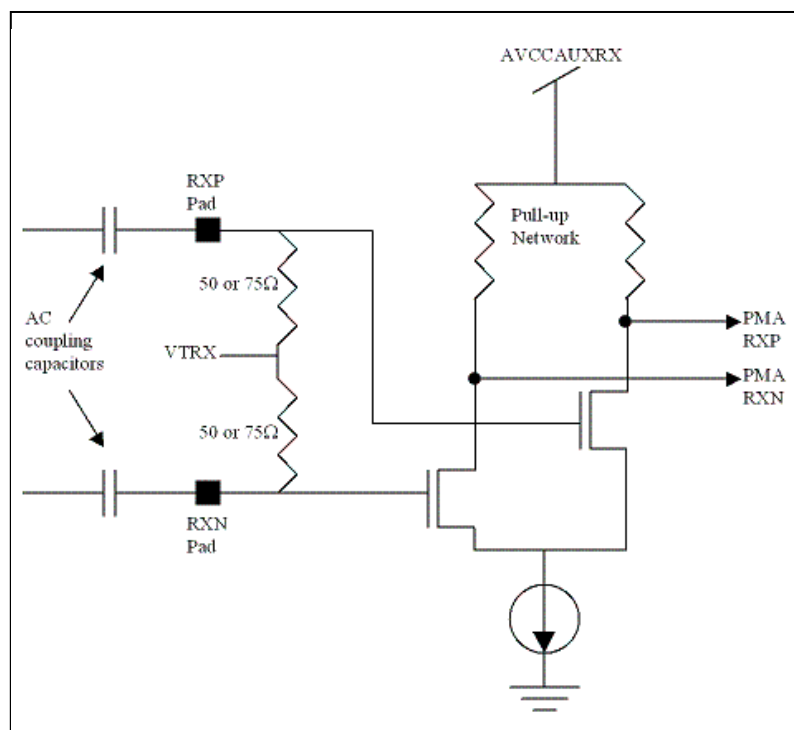 AVCCAUXRX
RXP
Pad
Pull-up
Network
50 or 75Ω
AC
coupling
capacitors
VTRX
PMA
RXP
PMA
RXN
50 or 75Ω
RXN
Pad